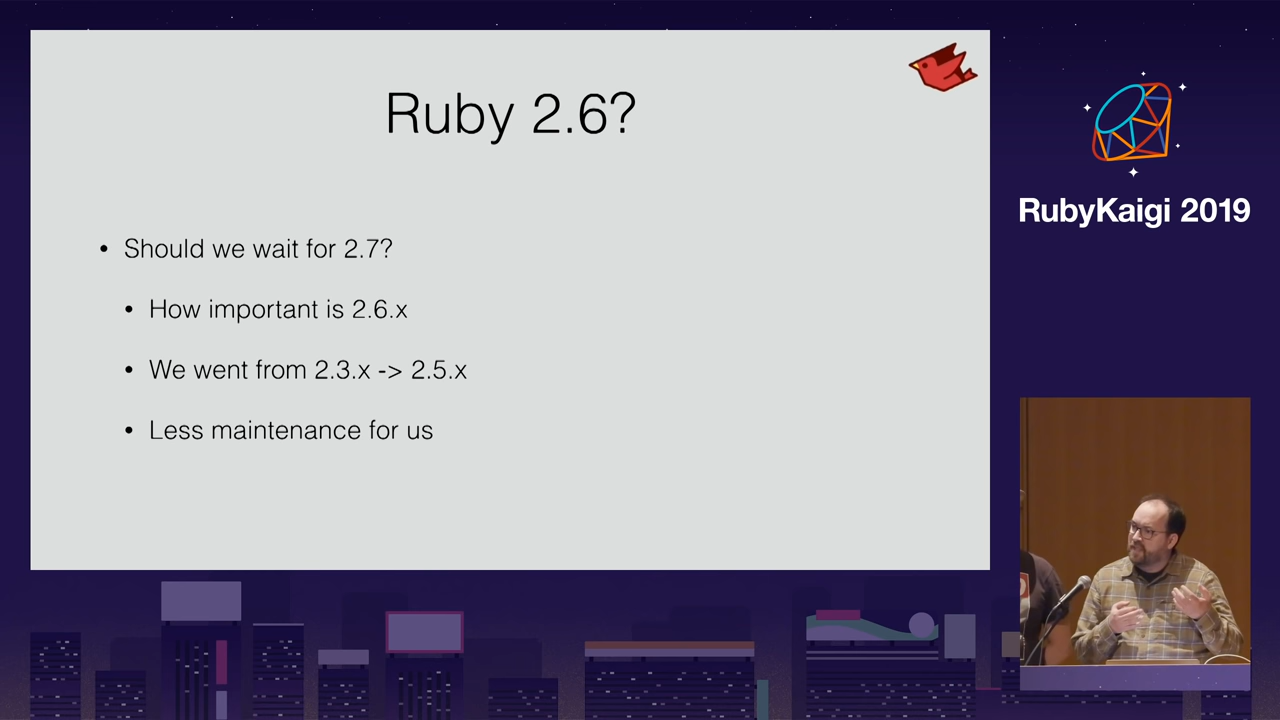 Ruby 2.6?
• Should we wait for 2.7?
• How important is 2.6.x
• We went from 2.3.x -> 2.5.x
• Less maintenance for us
RubyKaigi 2019